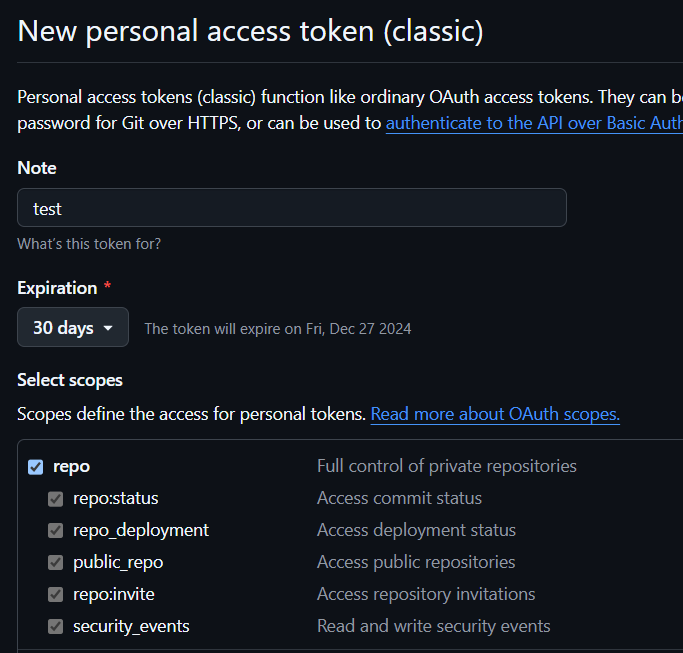 New personal access token (classic)
Personal access tokens (classic) function like ordinary OAuth access tokens. They can b
password for Git over HTTPS, or can be used to authenticate to the API over Basic Auth
Note
test
What's this token for?
Expiration *
30 days The token will expire on Fri, Dec 27 2024
Select scopes
Scopes define the access for personal tokens. Read more about OAuth scopes.
repo Full control of private repositories
repo:status Access commit status
repo_deployment Access deployment status
public_repo Access public repositories
repo:invite Access repository invitations
security_events Read and write security events